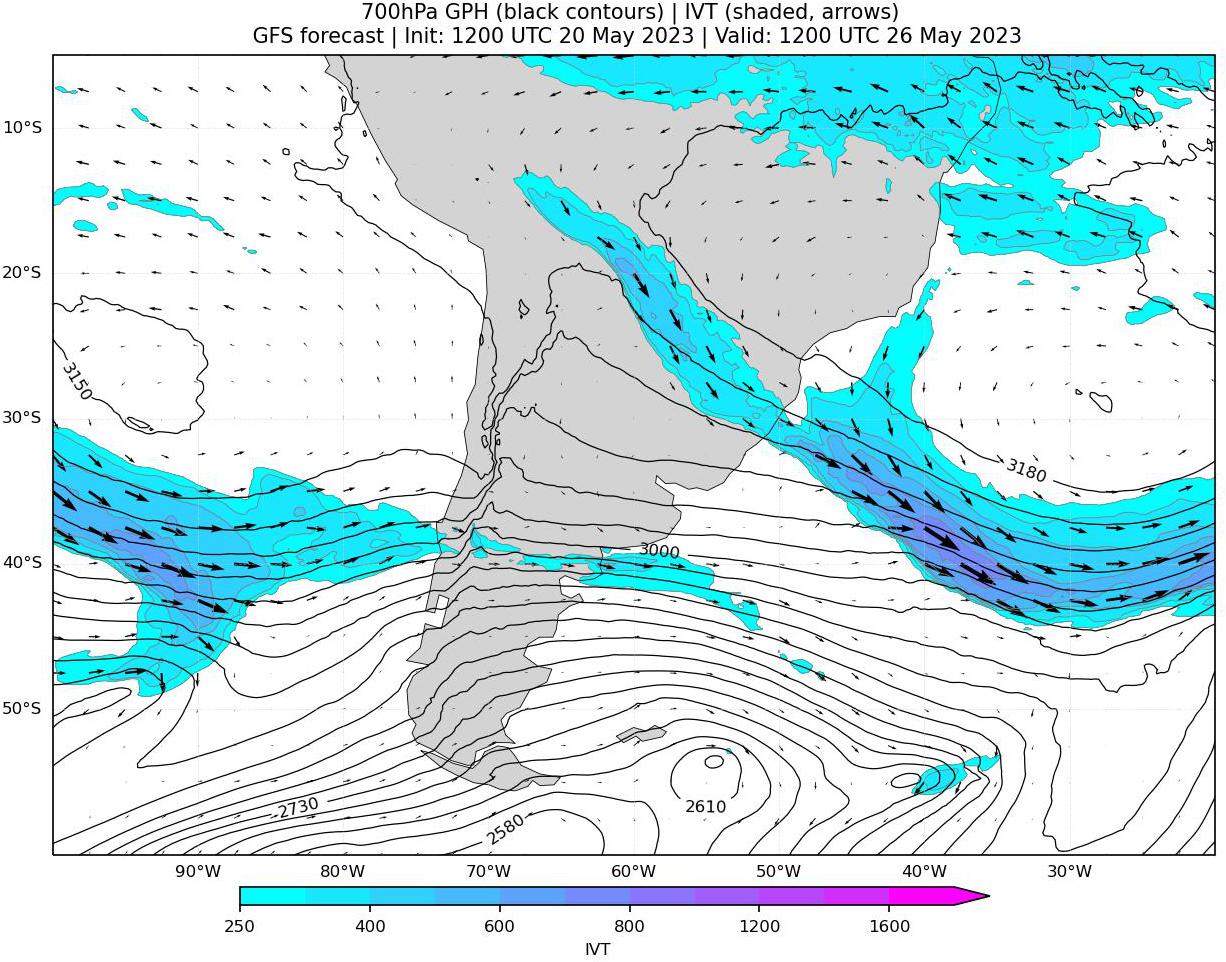 700hPa GPH (black contours) | IVT (shaded, arrows)
GFS forecast | Init: 1200 UTC 20 May 2023 | Valid: 1200 UTC 26 May 2023
10°S
20°S
3150
30°S
3180
3000
40°S
50°S
2730
2610
2580
90°W 80°W 70°W 60°W 50°W 40°W 30°W
250 400 600 800 1200 1600
IVT